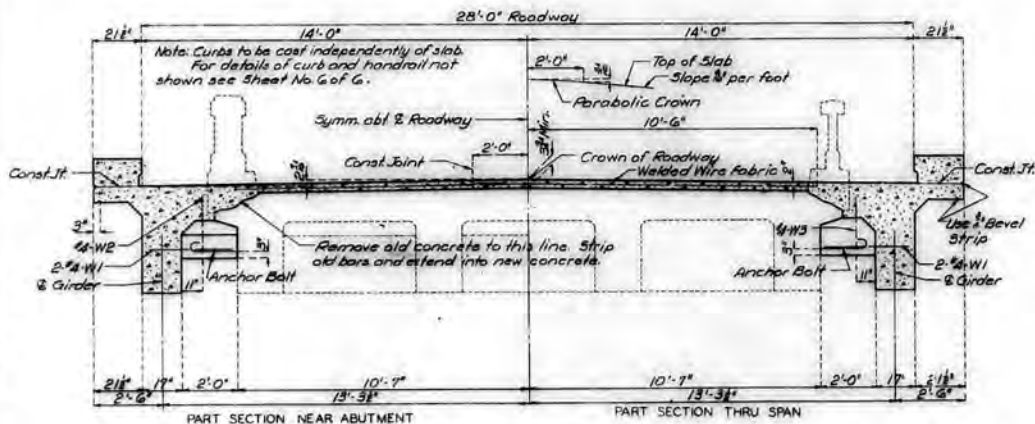 28'-0" Roadway
21½" 14'-0" 14'-0" 21½"
Note: Curbs to be cast independently of slab.
For details of curb and handrail not
shown see Sheet No. 6 of 6.
2'-0"
Top of Slab
Slope per foot
Parabolic Crown
Symm. abt ℄ Roadway
10'-6"
Min.
2'-0"
Const. Joint
Crown of Roadway
Welded Wire Fabric
Const. Jt.
Const. Jt.
3"
#4-W2
2-#4-W1
℄ Girder
11"
Anchor Bolt
Remove old concrete to this line. Strip
old bars and extend into new concrete.
#4-W3
Anchor Bolt
11"
Use Bevel
Strip
2-#4-W1
℄ Girder
21½" 17" 2'-0" 10'-7" 10'-7" 2'-0" 17" 21½"
2'-6" 13'-3½" 13'-3½" 2'-6"
PART SECTION NEAR ABUTMENT
PART SECTION THRU SPAN